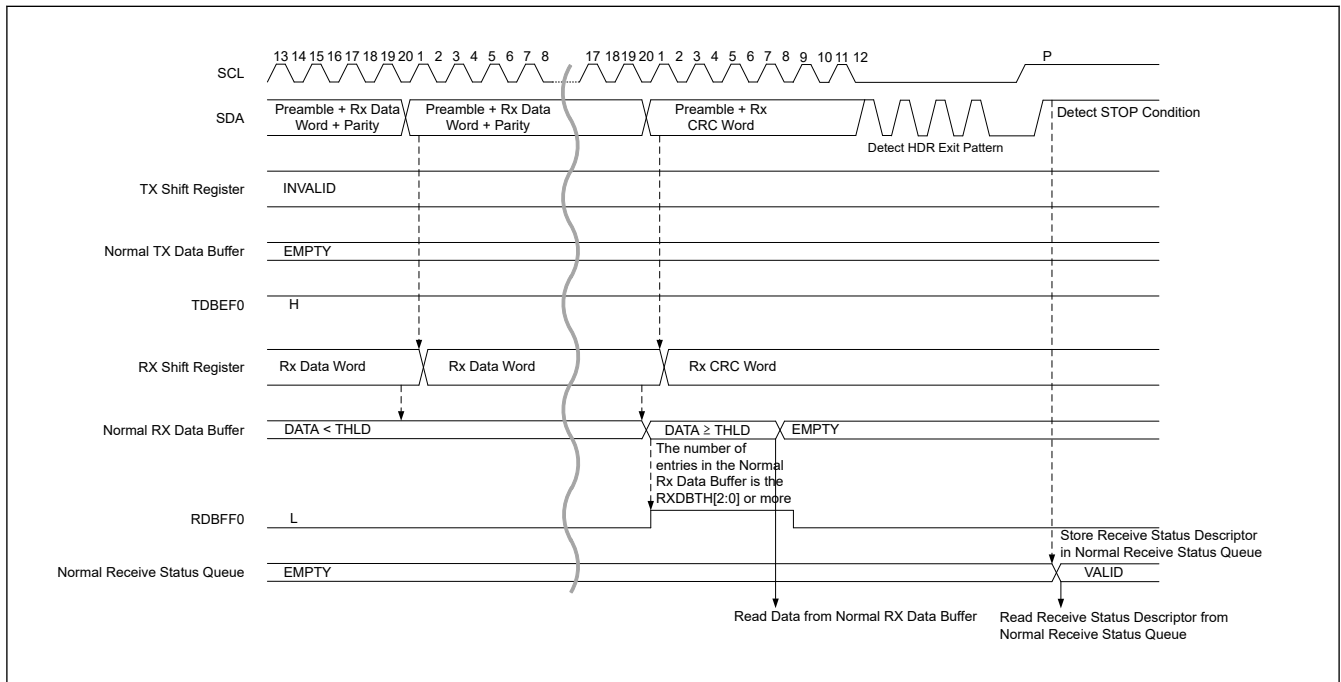 13 14 15 16 17 18 19 20 1 2 3 4 5 6 7 8 17 18 19 20 1 2 3 4 5 6 7 8 9 10 11 12 P
SCL
SDA
Preamble + Rx Data
Word + Parity
Preamble + Rx Data
Word + Parity
Preamble + Rx
CRC Word
Detect STOP Condition
Detect HDR Exit Pattern
TX Shift Register
INVALID
Normal TX Data Buffer
EMPTY
TDBEF0
H
RX Shift Register
Rx Data Word
Rx Data Word
Rx CRC Word
Normal RX Data Buffer
DATA < THLD
DATA ≥ THLD
EMPTY
The number of
entries in the Normal
Rx Data Buffer is the
RXDBTH[2:0] or more
RDBFF0
L
Store Receive Status Descriptor
in Normal Receive Status Queue
Normal Receive Status Queue
EMPTY
VALID
Read Data from Normal RX Data Buffer
Read Receive Status Descriptor from
Normal Receive Status Queue